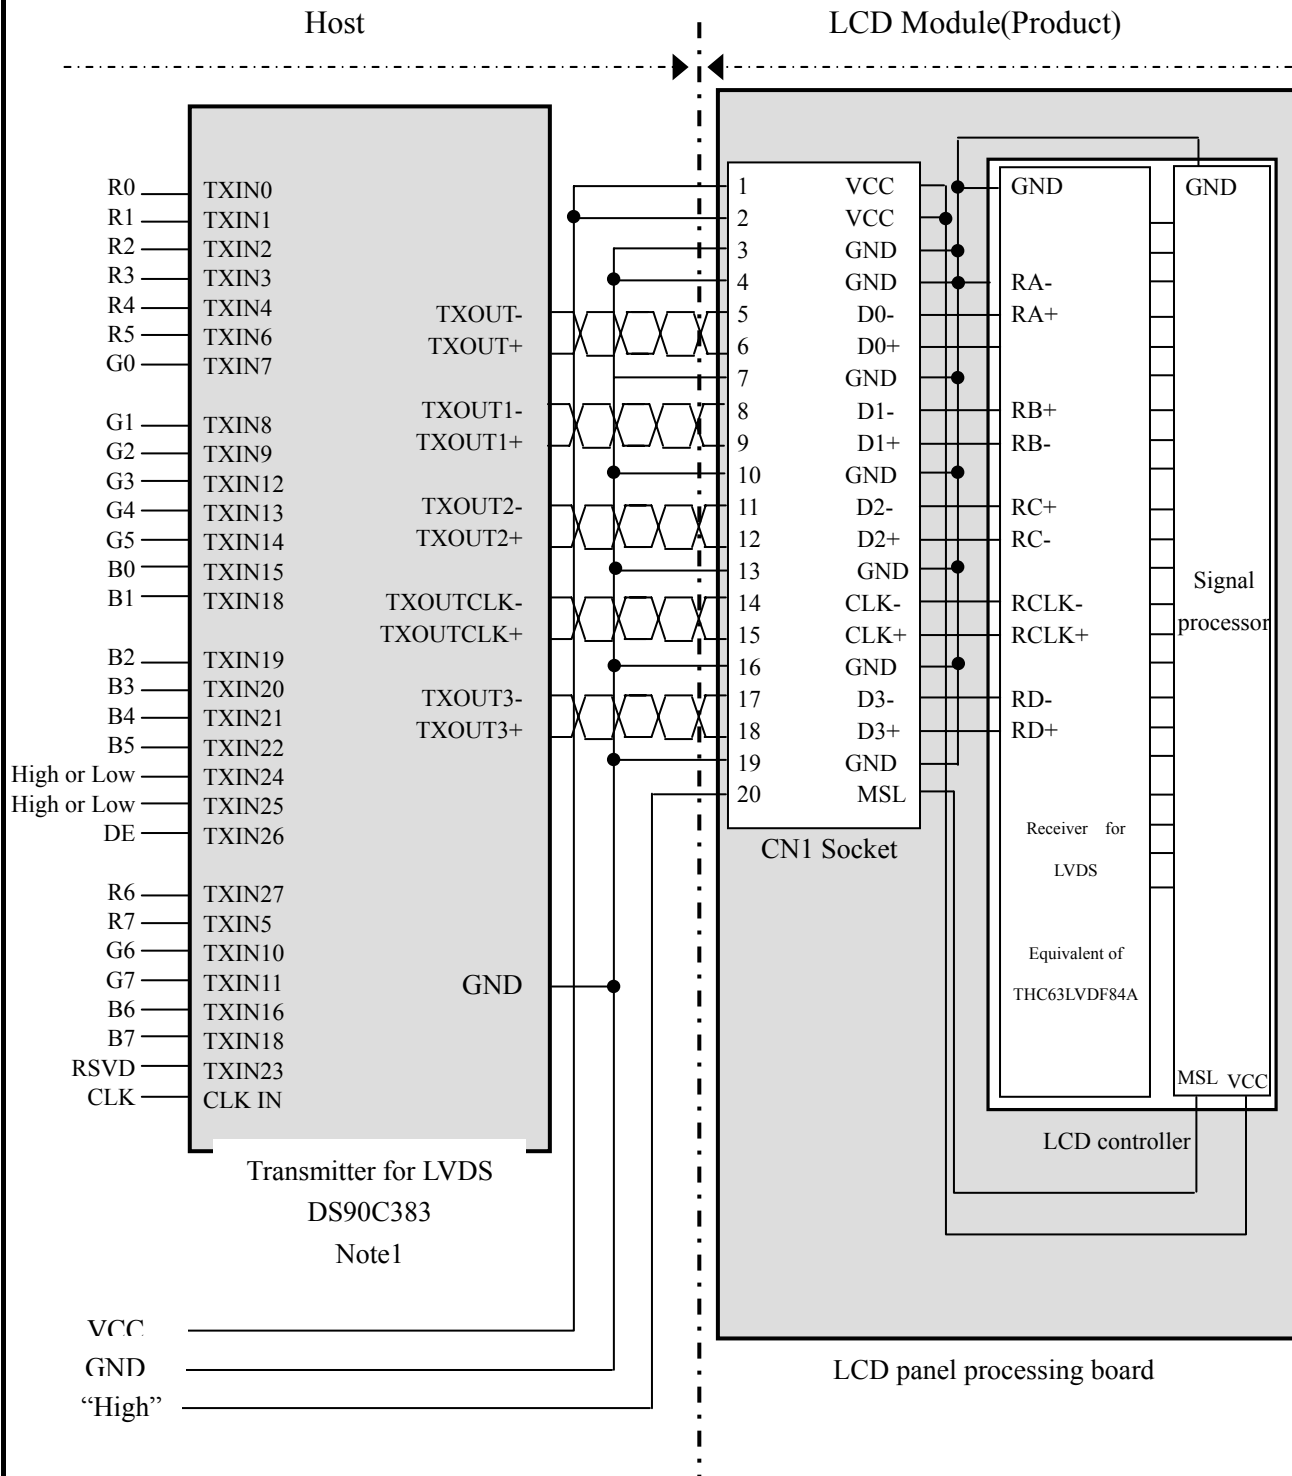 Host
LCD Module(Product)
R0 TXIN0
R1 TXIN1
R2 TXIN2
R3 TXIN3
R4 TXIN4
R5 TXIN6
G0 TXIN7
G1 TXIN8
G2 TXIN9
G3 TXIN12
G4 TXIN13
G5 TXIN14
B0 TXIN15
B1 TXIN18
B2 TXIN19
B3 TXIN20
B4 TXIN21
B5 TXIN22
High or Low TXIN24
High or Low TXIN25
DE TXIN26
R6 TXIN27
R7 TXIN5
G6 TXIN10
G7 TXIN11
B6 TXIN16
B7 TXIN18
RSVD TXIN23
CLK CLK IN
TXOUT-
TXOUT+
TXOUT1-
TXOUT1+
TXOUT2-
TXOUT2+
TXOUTCLK-
TXOUTCLK+
TXOUT3-
TXOUT3+
GND
Transmitter for LVDS
DS90C383
Note1
VCC
GND
“High”
1 VCC
2 VCC
3 GND
4 GND
5 D0-
6 D0+
7 GND
8 D1-
9 D1+
10 GND
11 D2-
12 D2+
13 GND
14 CLK-
15 CLK+
16 GND
17 D3-
18 D3+
19 GND
20 MSL
CN1 Socket
GND
RA-
RA+
RB+
RB-
RC+
RC-
RCLK-
RCLK+
RD-
RD+
Receiver for
LVDS
Equivalent of
THC63LVDF84A
GND
Signal
processor
MSL VCC
LCD controller
LCD panel processing board